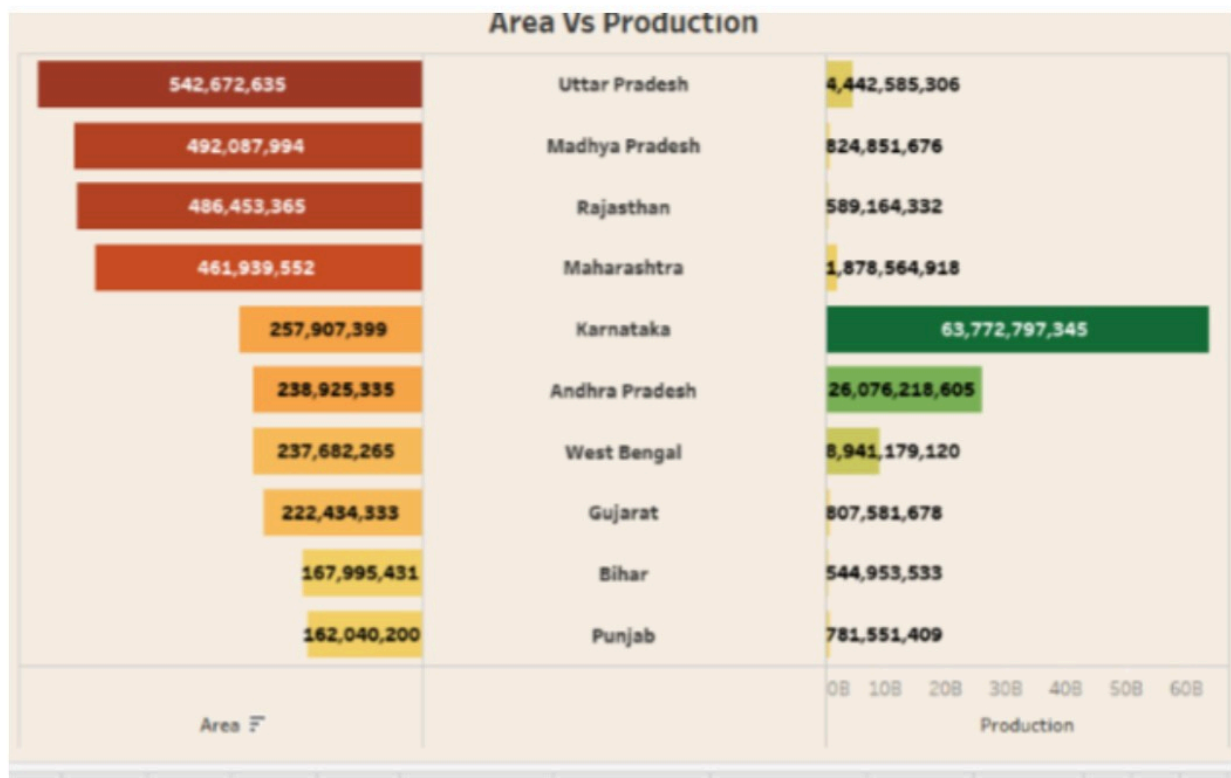 Area Vs Production
542,672,635 Uttar Pradesh 4,442,585,306
492,087,994 Madhya Pradesh 824,851,676
486,453,365 Rajasthan 589,164,332
461,939,552 Maharashtra 1,878,564,918
257,907,399 Karnataka 63,772,797,345
238,925,335 Andhra Pradesh 26,076,218,605
237,682,265 West Bengal 8,941,179,120
222,434,333 Gujarat 807,581,678
167,995,431 Bihar 544,953,533
162,040,200 Punjab 781,551,409
0B 10B 20B 30B 40B 50B 60B
Area Production